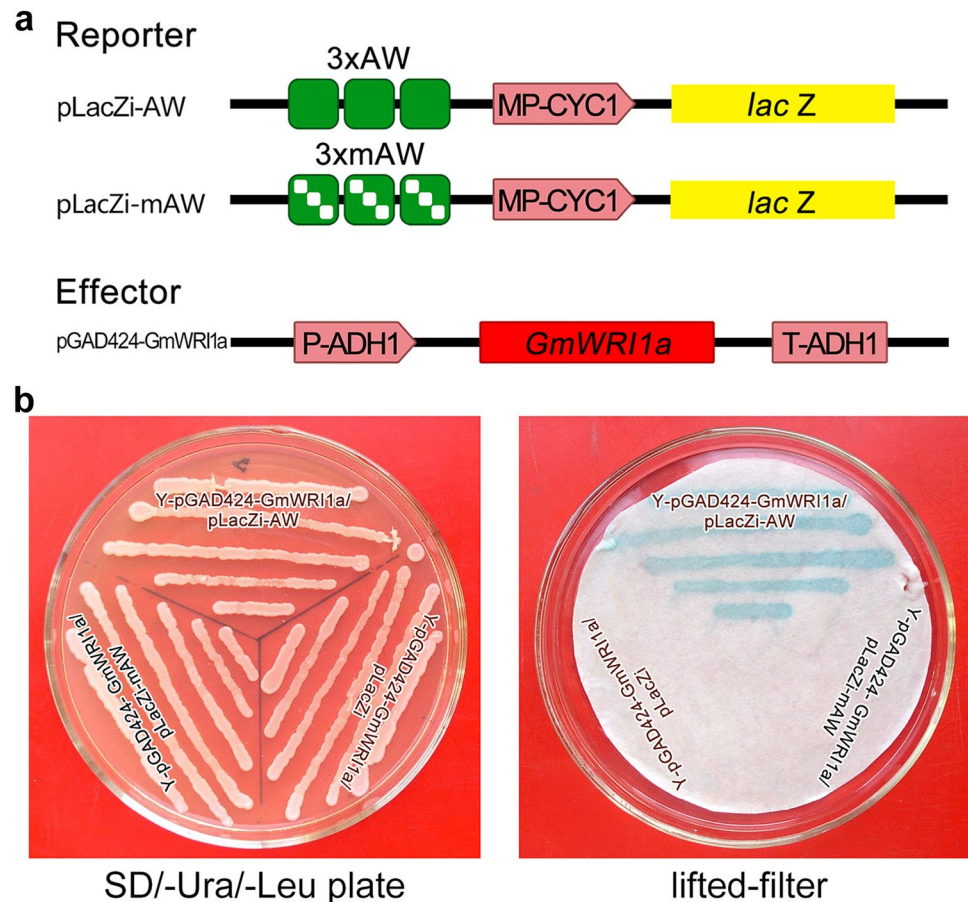 a
Reporter
3xAW
pLacZi-AW
MP-CYC1
lac Z
3xmAW
pLacZi-mAW
MP-CYC1
lac Z
Effector
pGAD424-GmWRI1a
P-ADH1
GmWRI1a
T-ADH1
b
Y-pGAD424-GmWRI1a/
pLacZi-AW
Y-pGAD424- GmWRI1a/
pLacZi-mAW
Y-pGAD424-GmWRI1a/
pLacZi
Y-pGAD424-GmWRI1a/
pLacZi-AW
Y-pGAD424-GmWRI1a/
pLacZi
Y-pGAD424- GmWRI1a/
pLacZi-mAW
SD/-Ura/-Leu plate
lifted-filter